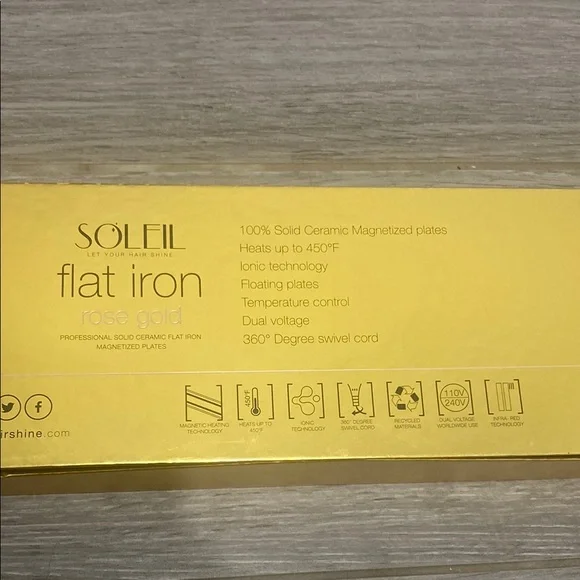 SOLEIL
LET YOUR HAIR SHINE
flat iron
rose gold
PROFESSIONAL SOLID CERAMIC FLAT IRON
MAGNETIZED PLATES
100% Solid Ceramic Magnetized plates
Heats up to 450°F
Ionic technology
Floating plates
Temperature control
Dual voltage
360° Degree swivel cord
irshine.com
450°F
110V
240V
MAGNETIC HEATING
TECHNOLOGY
HEATS UP TO
450°F
IONIC
TECHNOLOGY
360° DEGREE
SWIVEL CORD
RECYCLED
MATERIALS
DUAL VOLTAGE
WORLDWIDE USE
INFRA- RED
TECHNOLOGY